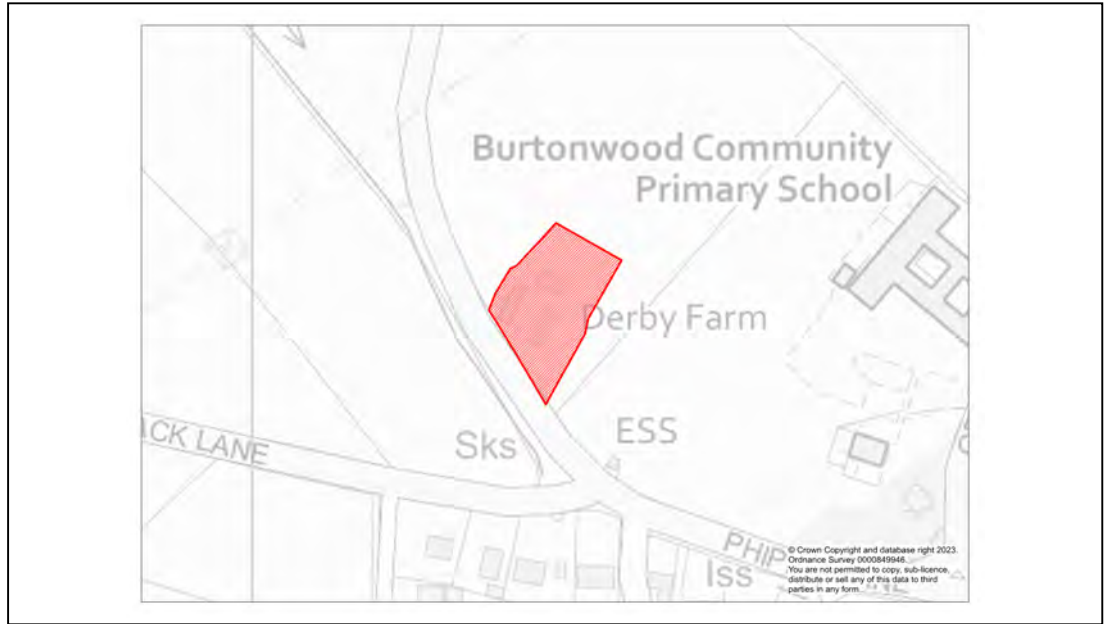 Burtonwood Community
Primary School
Derby Farm
ESS
Sks
ACK LANE
PHIP
Iss
© Crown Copyright and database right 2023.
Ordnance Survey 0000849946.
You are not permitted to copy, sub-licence,
distribute or sell any of this data to third
parties in any form.